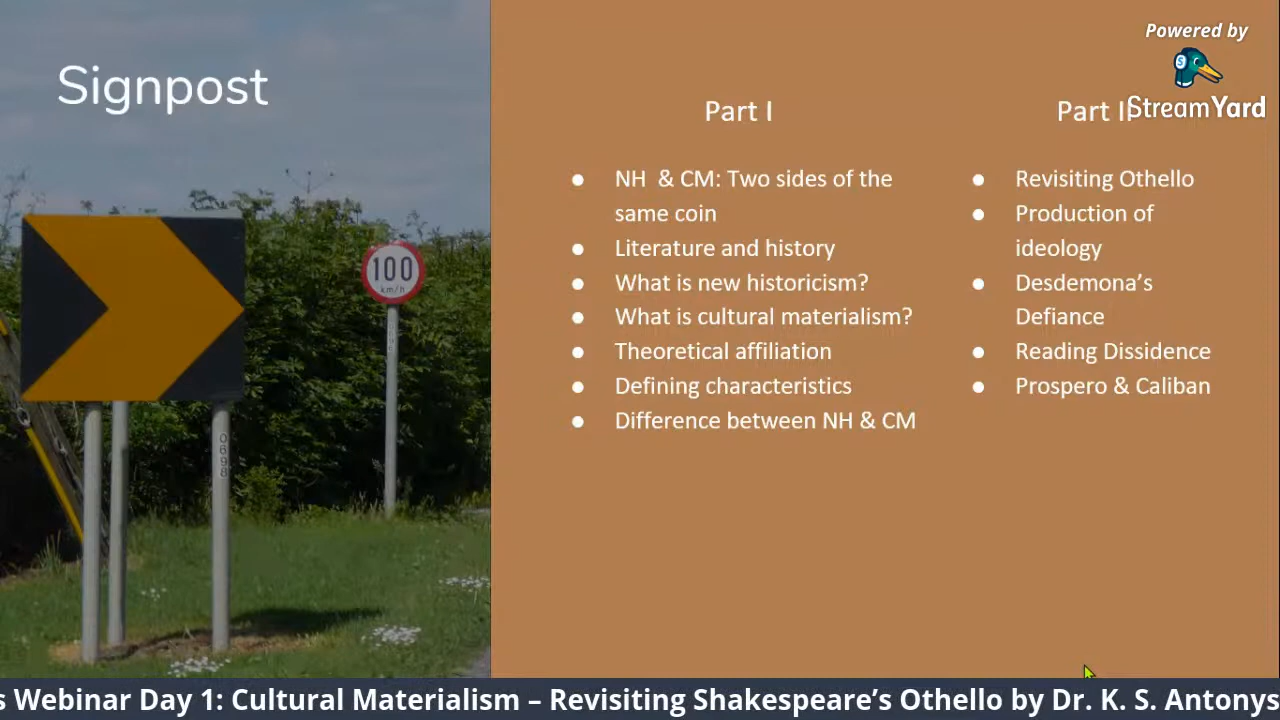 Signpost
100
km/h
0698
Part I
NH & CM: Two sides of the
same coin
Literature and history
What is new historicism?
What is cultural materialism?
Theoretical affiliation
Defining characteristics
Difference between NH & CM
Part II
Revisiting Othello
Production of
ideology
Desdemona’s
Defiance
Reading Dissidence
Prospero & Caliban
Powered by
S
StreamYard
s Webinar Day 1: Cultural Materialism – Revisiting Shakespeare’s Othello by Dr. K. S. Antonys